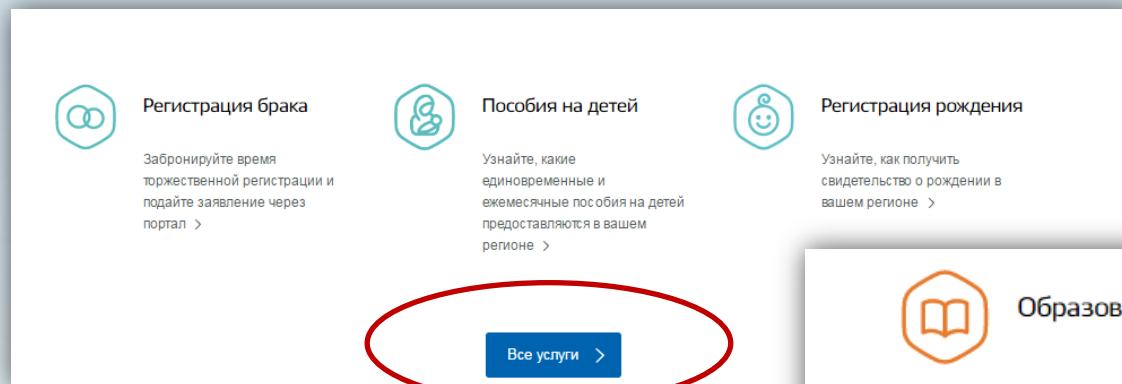 Регистрация брака
Забронируйте время
торжественной регистрации и
подайте заявление через
портал >
Пособия на детей
Узнайте, какие
единовременные и
ежемесячные пособия на детей
предоставляются в вашем
регионе >
Регистрация рождения
Узнайте, как получить
свидетельство о рождении в
вашем регионе >
Все услуги >
Образов